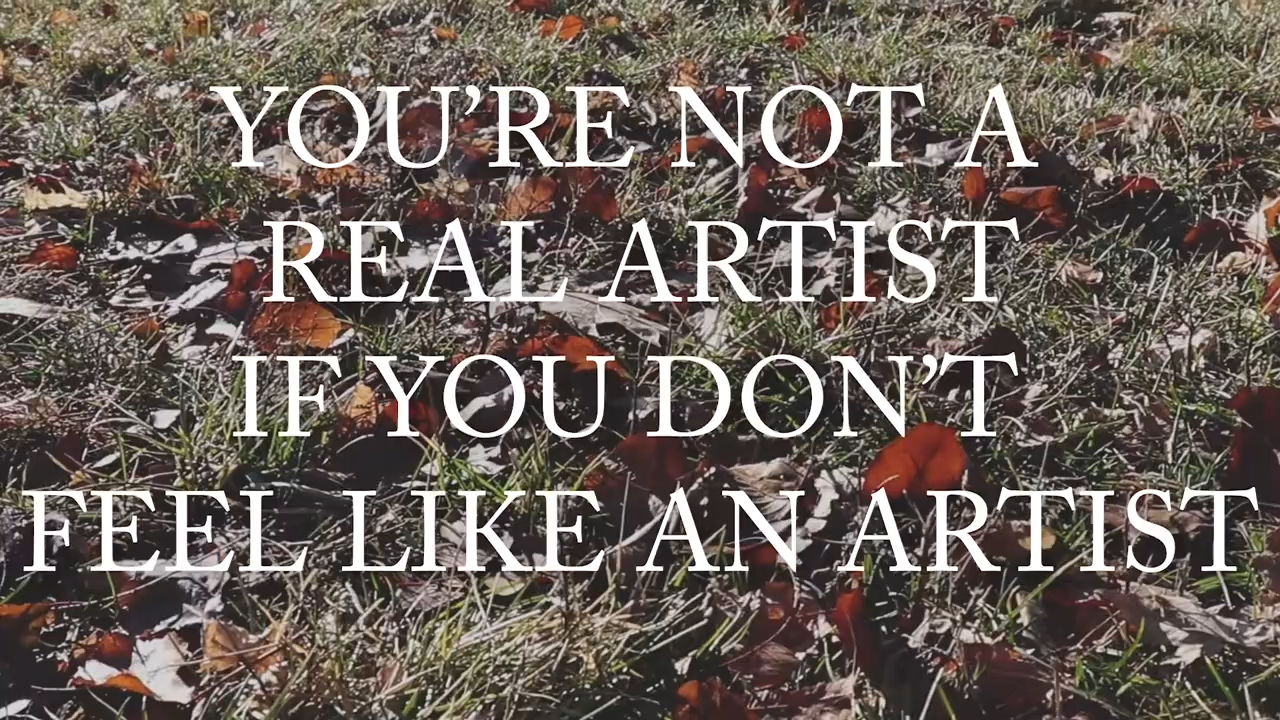 YOU’RE NOT A
REAL ARTIST
IF YOU DON’T
FEEL LIKE AN ARTIST